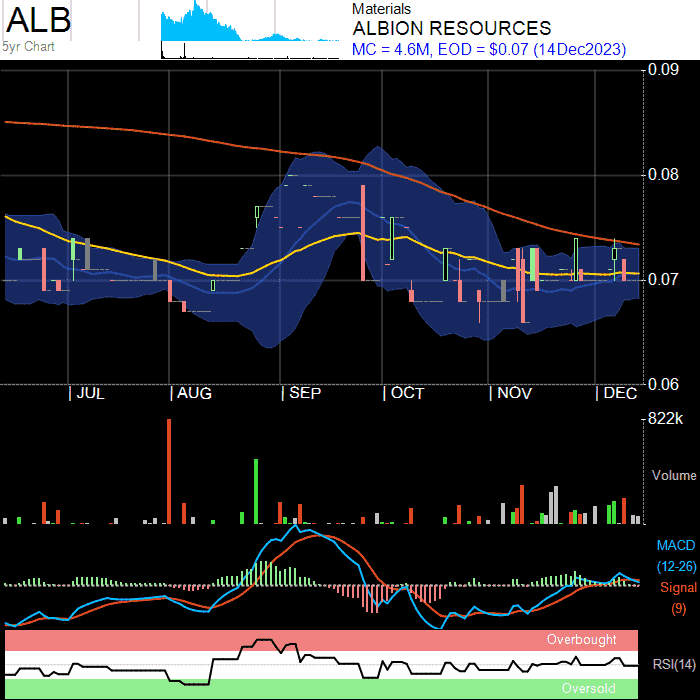 ALB
5yr Chart
Materials
ALBION RESOURCES
MC = 4.6M, EOD = $0.07 (14Dec2023)
0.09
0.08
0.07
0.06
JUL
AUG
SEP
OCT
NOV
DEC
822k
Volume
MACD
(12-26)
Signal
(9)
Overbought
RSI(14)
Oversold